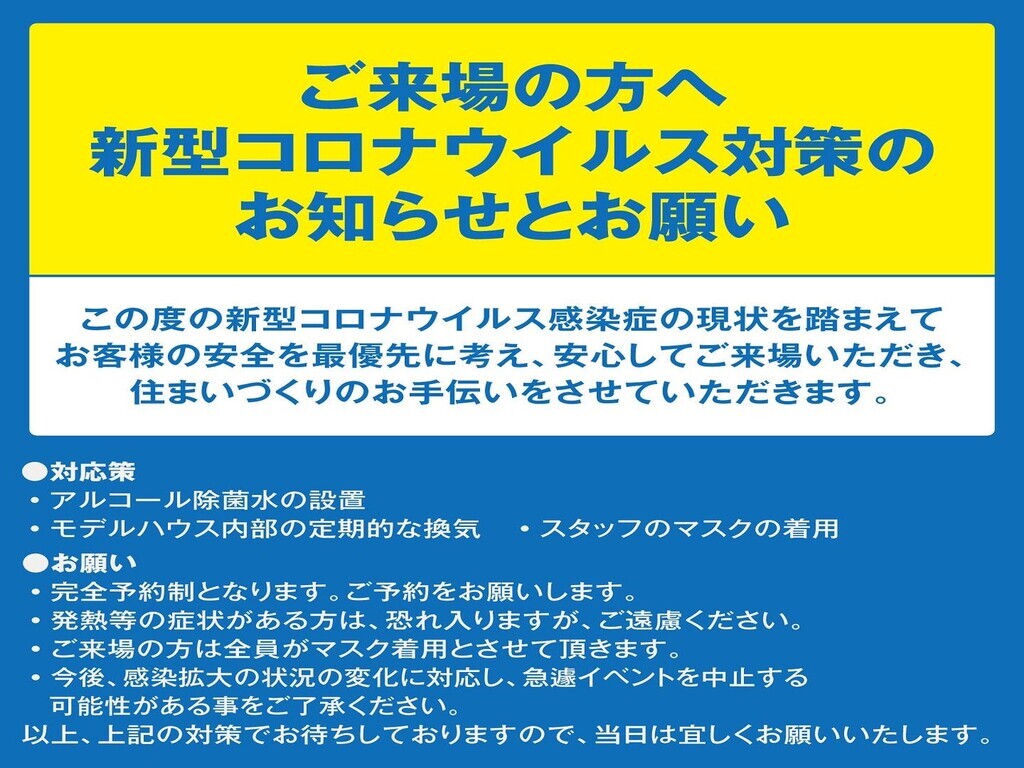 ご来場の方へ
新型コロナウイルス対策の
お知らせとお願い
この度の新型コロナウイルス感染症の現状を踏まえて
お客様の安全を最優先に考え、安心してご来場いただき、
住まいづくりのお手伝いをさせていただきます。
●対応策
・アルコール除菌水の設置
・モデルハウス内部の定期的な換気 ・スタッフのマスクの着用
●お願い
・完全予約制となります。ご予約をお願いします。
・発熱等の症状がある方は、恐れ入りますが、ご遠慮ください。
・ご来場の方は全員がマスク着用とさせて頂きます。
・今後、感染拡大の状況の変化に対応し、急遽イベントを中止する
可能性がある事をご了承ください。
以上、上記の対策でお待ちしておりますので、当日は宜しくお願いいたします。